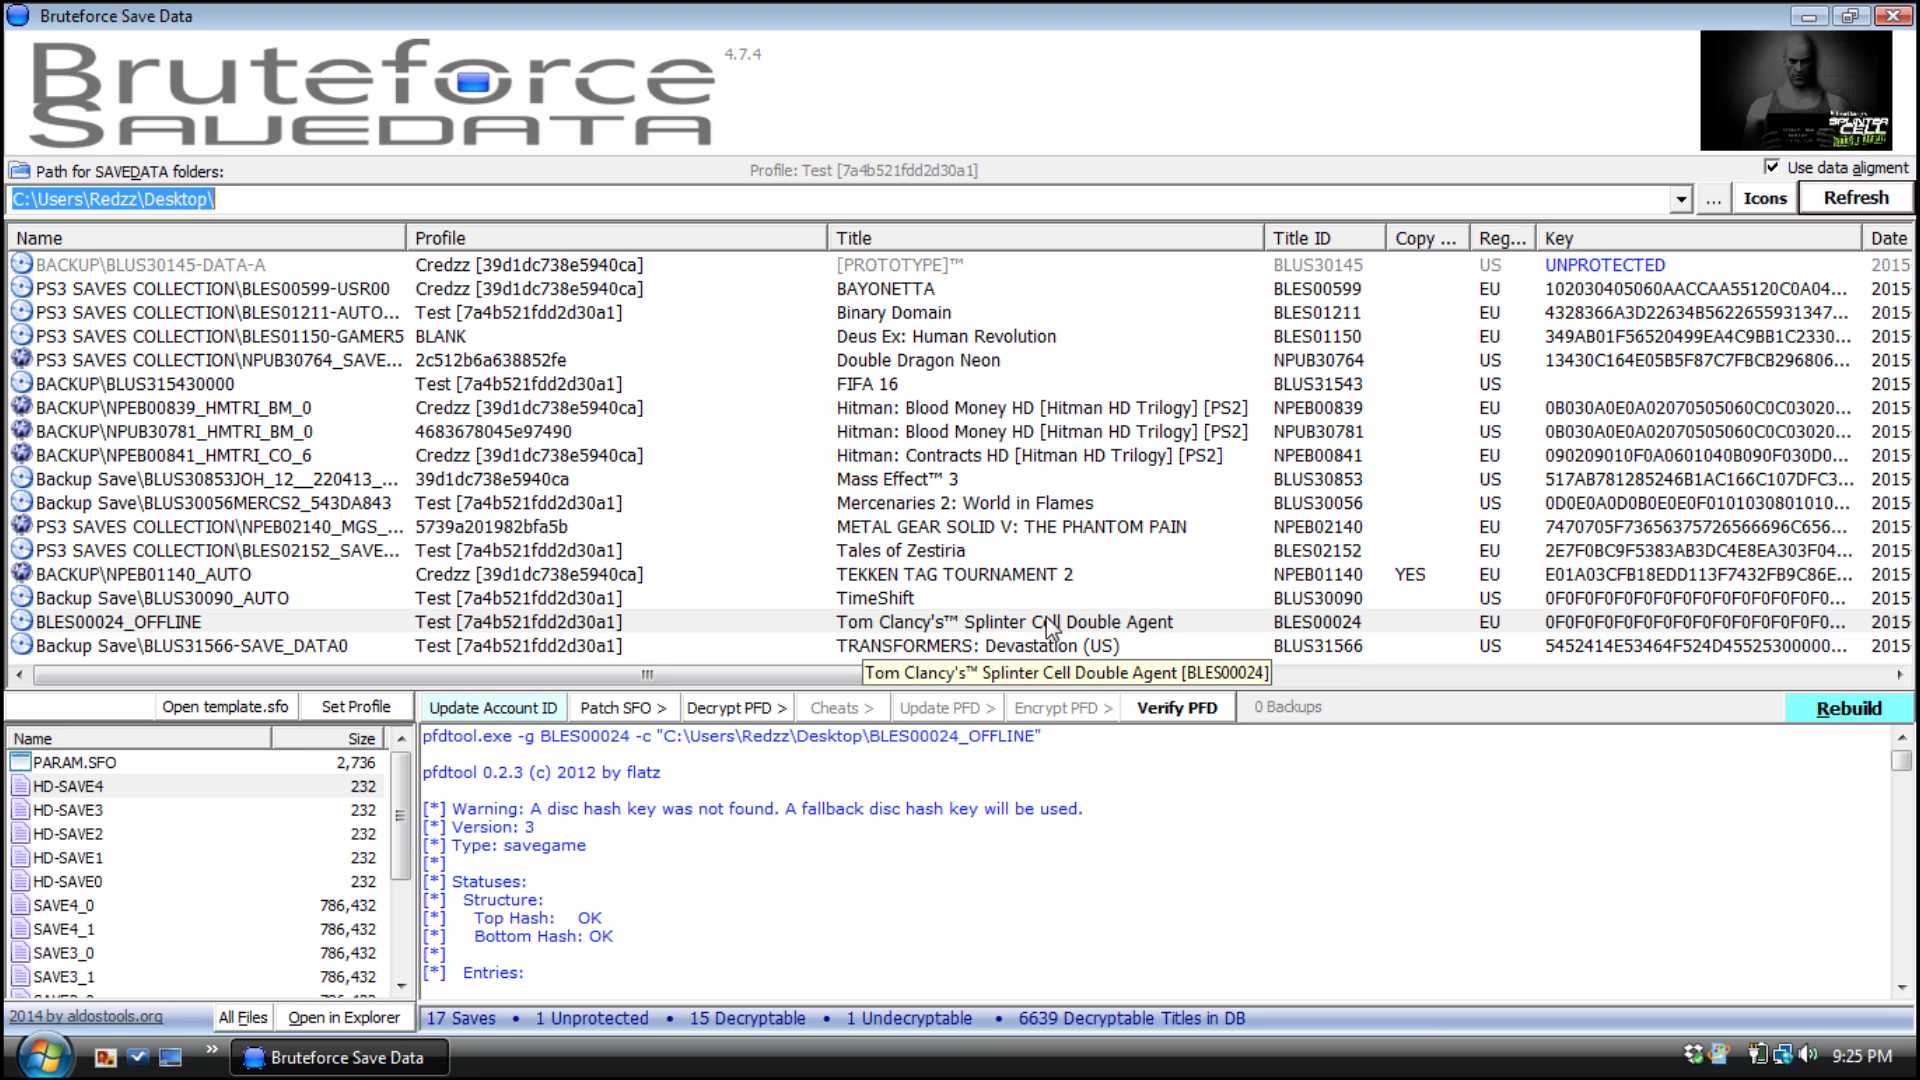 Bruteforce Save Data
Bruteforce
SAVEDATA
4.7.4
SPLINTER
CELL
Path for SAVEDATA folders:
Profile: Test [7a4b521fdd2d30a1]
Use data aligment
C:\Users\Redzz\Desktop\
...
Icons
Refresh
Name Profile Title Title ID Copy ... Reg... Key Date
BACKUP\BLUS30145-DATA-A Credzz [39d1dc738e5940ca] [PROTOTYPE]™ BLUS30145 US UNPROTECTED 2015
PS3 SAVES COLLECTION\BLES00599-USR00 Credzz [39d1dc738e5940ca] BAYONETTA BLES00599 EU 102030405060AACCAA55120C0A04... 2015
PS3 SAVES COLLECTION\BLES01211-AUTO... Test [7a4b521fdd2d30a1] Binary Domain BLES01211 EU 4328366A3D22634B5622655931347... 2015
PS3 SAVES COLLECTION\BLES01150-GAMER5 BLANK Deus Ex: Human Revolution BLES01150 EU 349AB01F56520499EA4C9BB1C2330... 2015
PS3 SAVES COLLECTION\NPUB30764_SAVE... 2c512b6a638852fe Double Dragon Neon NPUB30764 US 13430C164E05B5F87C7FBCB296806... 2015
BACKUP\BLUS315430000 Test [7a4b521fdd2d30a1] FIFA 16 BLUS31543 US 2015
BACKUP\NPEB00839_HMTRI_BM_0 Credzz [39d1dc738e5940ca] Hitman: Blood Money HD [Hitman HD Trilogy] [PS2] NPEB00839 EU 0B030A0E0A02070505060C0C03020... 2015
BACKUP\NPUB30781_HMTRI_BM_0 4683678045e97490 Hitman: Blood Money HD [Hitman HD Trilogy] [PS2] NPUB30781 US 0B030A0E0A02070505060C0C03020... 2015
BACKUP\NPEB00841_HMTRI_CO_6 Credzz [39d1dc738e5940ca] Hitman: Contracts HD [Hitman HD Trilogy] [PS2] NPEB00841 EU 090209010F0A0601040B090F030D0... 2015
Backup Save\BLUS30853JOH_12__220413_... 39d1dc738e5940ca Mass Effect™ 3 BLUS30853 US 517AB781285246B1AC166C107DFC3... 2015
Backup Save\BLUS30056MERCS2_543DA843 Test [7a4b521fdd2d30a1] Mercenaries 2: World in Flames BLUS30056 US 0D0E0A0D0B0E0E0F0101030801010... 2015
PS3 SAVES COLLECTION\NPEB02140_MGS_... 5739a201982bfa5b METAL GEAR SOLID V: THE PHANTOM PAIN NPEB02140 EU 7470705F73656375726566696C656... 2015
PS3 SAVES COLLECTION\BLES02152_SAVE... Test [7a4b521fdd2d30a1] Tales of Zestiria BLES02152 EU 2E7F0BC9F5383AB3DC4E8EA303F04... 2015
BACKUP\NPEB01140_AUTO Credzz [39d1dc738e5940ca] TEKKEN TAG TOURNAMENT 2 NPEB01140 YES EU E01A03CFB18EDD113F7432FB9C86E... 2015
Backup Save\BLUS30090_AUTO Test [7a4b521fdd2d30a1] TimeShift BLUS30090 US 0F0F0F0F0F0F0F0F0F0F0F0F0F0F0... 2015
BLES00024_OFFLINE Test [7a4b521fdd2d30a1] Tom Clancy's™ Splinter Cell Double Agent BLES00024 EU 0F0F0F0F0F0F0F0F0F0F0F0F0F0F0... 2015
Backup Save\BLUS31566-SAVE_DATA0 Test [7a4b521fdd2d30a1] TRANSFORMERS: Devastation (US) BLUS31566 US 5452414E53464F524D45525300000... 2015
Tom Clancy's™ Splinter Cell Double Agent [BLES00024]
Open template.sfo Set Profile Update Account ID Patch SFO > Decrypt PFD > Cheats > Update PFD > Encrypt PFD > Verify PFD 0 Backups Rebuild
Name Size
PARAM.SFO 2,736
HD-SAVE4 232
HD-SAVE3 232
HD-SAVE2 232
HD-SAVE1 232
HD-SAVE0 232
SAVE4_0 786,432
SAVE4_1 786,432
SAVE3_0 786,432
SAVE3_1 786,432
pfdtool.exe -g BLES00024 -c "C:\Users\Redzz\Desktop\BLES00024_OFFLINE"
pfdtool 0.2.3 (c) 2012 by flatz
[*] Warning: A disc hash key was not found. A fallback disc hash key will be used.
[*] Version: 3
[*] Type: savegame
[*]
[*] Statuses:
[*] Structure:
[*] Top Hash: OK
[*] Bottom Hash: OK
[*]
[*] Entries:
2014 by aldostools.org All Files Open in Explorer
17 Saves • 1 Unprotected • 15 Decryptable • 1 Undecryptable • 6639 Decryptable Titles in DB
Bruteforce Save Data
9:25 PM